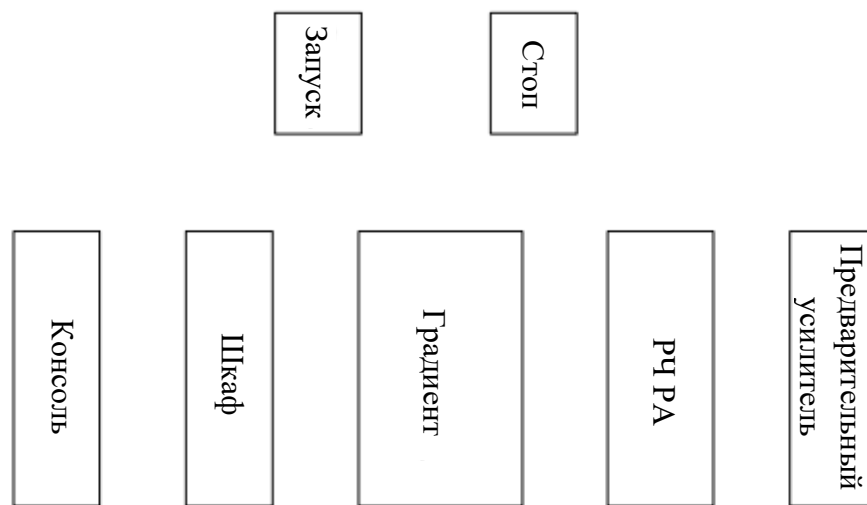 Запуск
Стоп
Консоль
Шкаф
Градиент
РЧ РА
Предварительный
усилитель